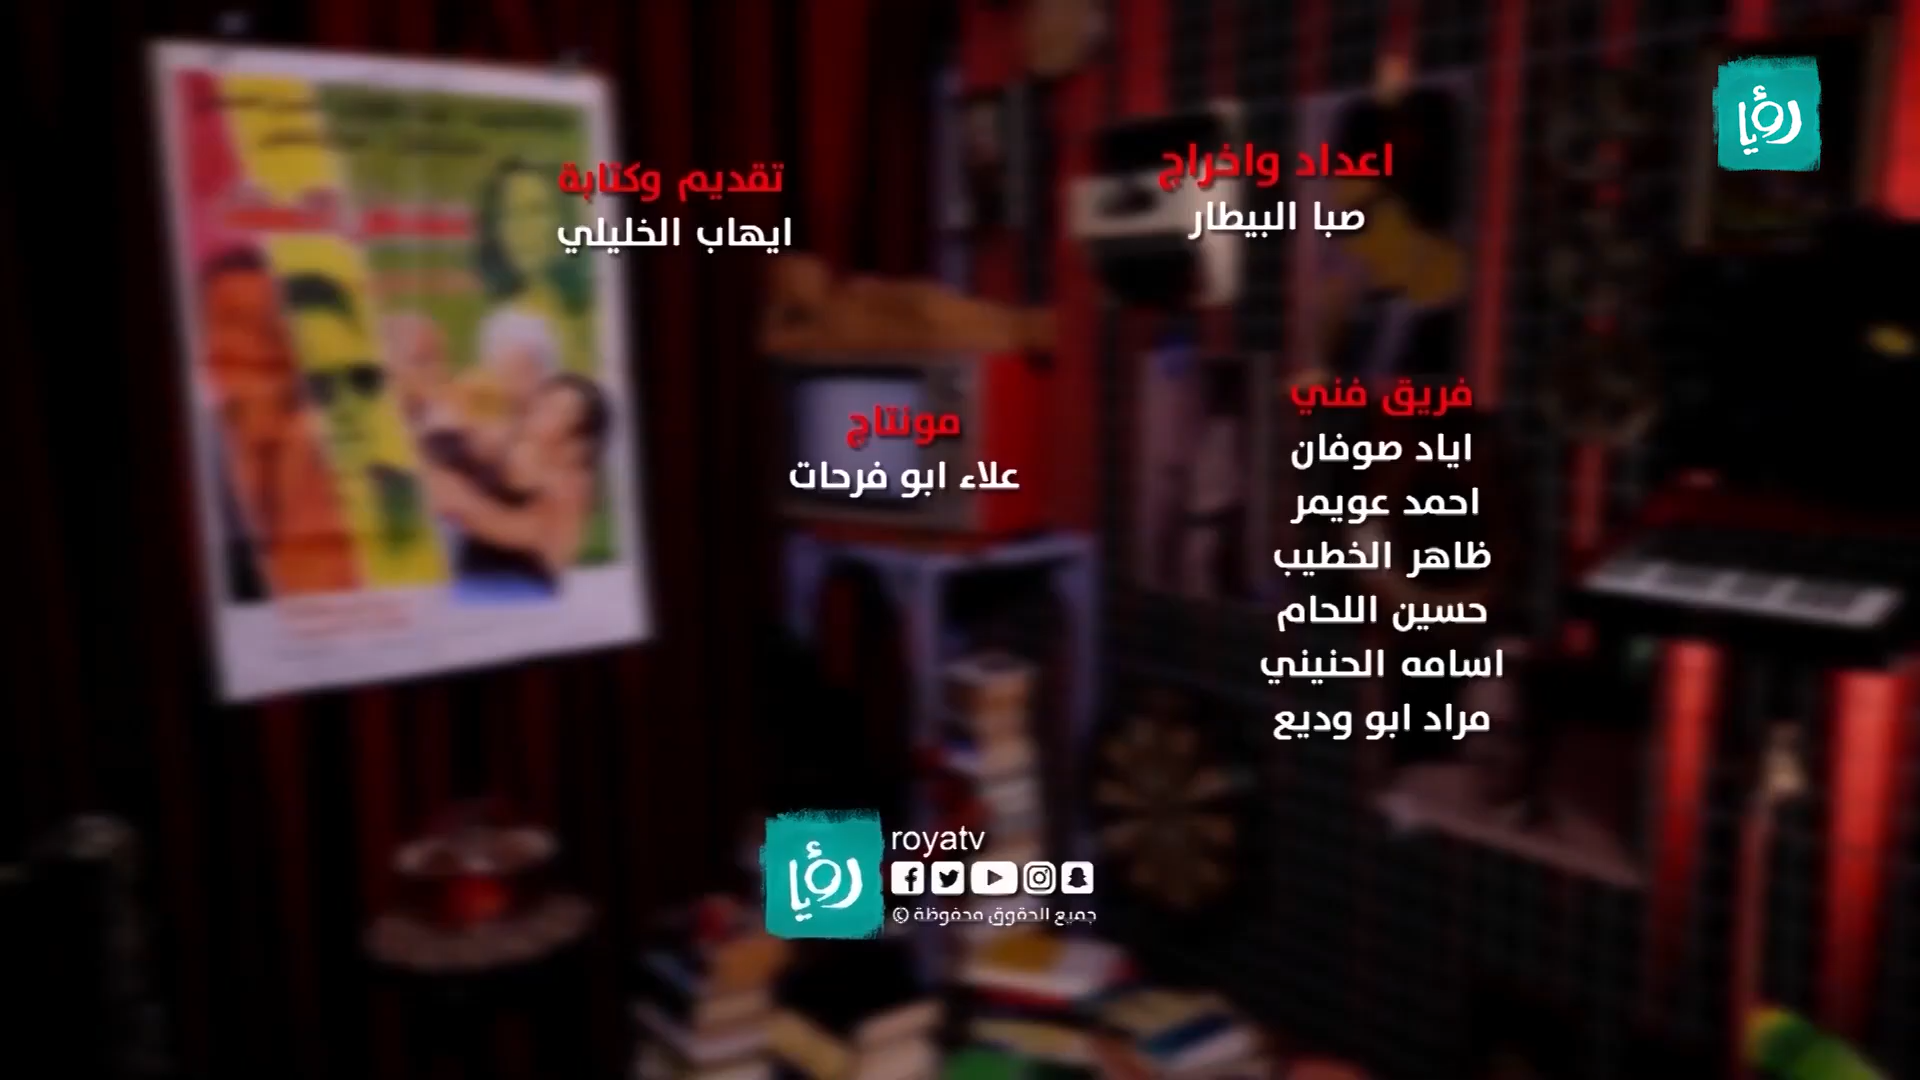 رؤيا
اعداد واخراج
صبا البيطار
تقديم وكتابة
ايهاب الخليلي
فريق فني
اياد صوفان
احمد عويمر
ظاهر الخطيب
حسين اللحام
اسامه الحنيني
مراد ابو وديع
مونتاج
علاء ابو فرحات
رؤيا
royatv
جميع الحقوق محفوظة ©